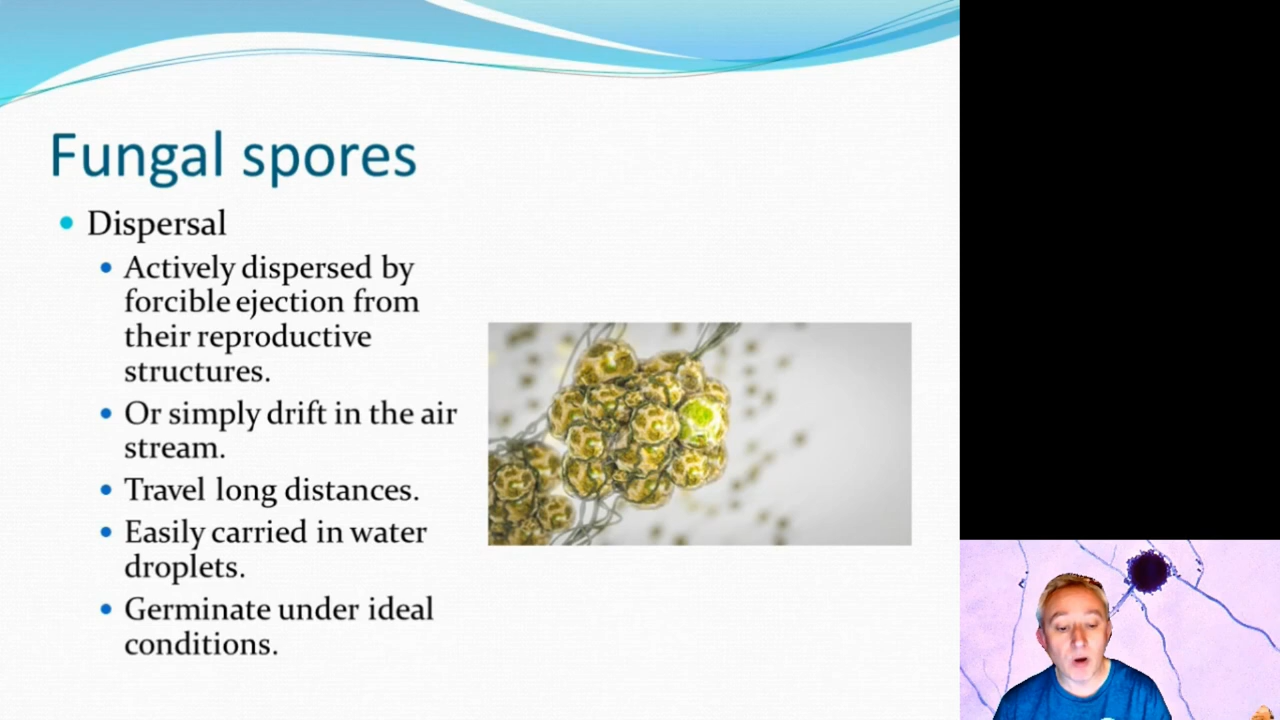 Fungal spores
Dispersal
Actively dispersed by
forcible ejection from
their reproductive
structures.
Or simply drift in the air
stream.
Travel long distances.
Easily carried in water
droplets.
Germinate under ideal
conditions.